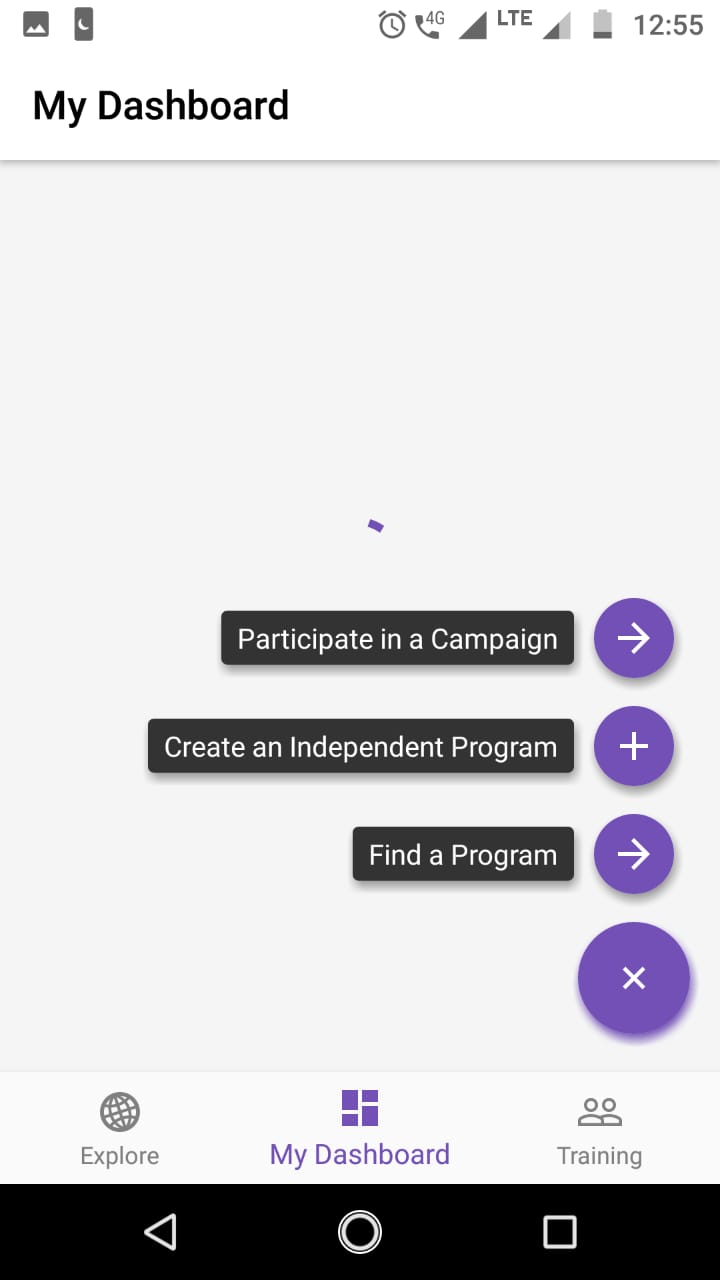 4G LTE 12:55
My Dashboard
Participate in a Campaign
Create an Independent Program
Find a Program
Explore
My Dashboard
Training